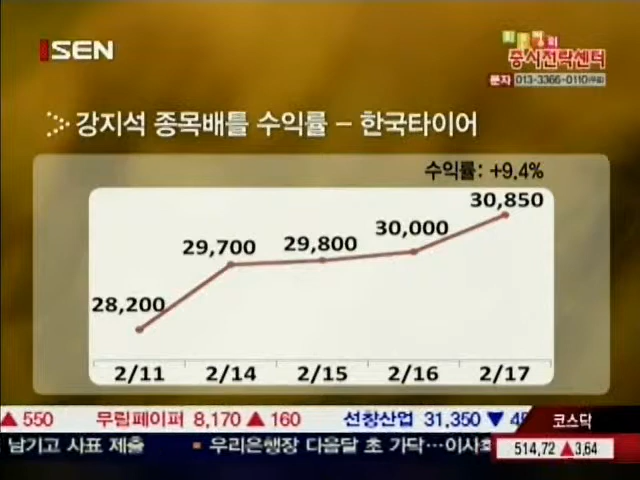 SEN
증시전략센터
문자 013-3366-0110(무료)
강지석 종목배틀 수익률 - 한국타이어
수익률: +9.4%
28,200
29,700
29,800
30,000
30,850
2/11 2/14 2/15 2/16 2/17
▲ 550 무림페이퍼 8,170 ▲ 160 선창산업 31,350 ▼ 코스닥
남기고 사표 제출 ▪ 우리은행장 다음달 초 가닥…이사회 514.72 ▲3.64